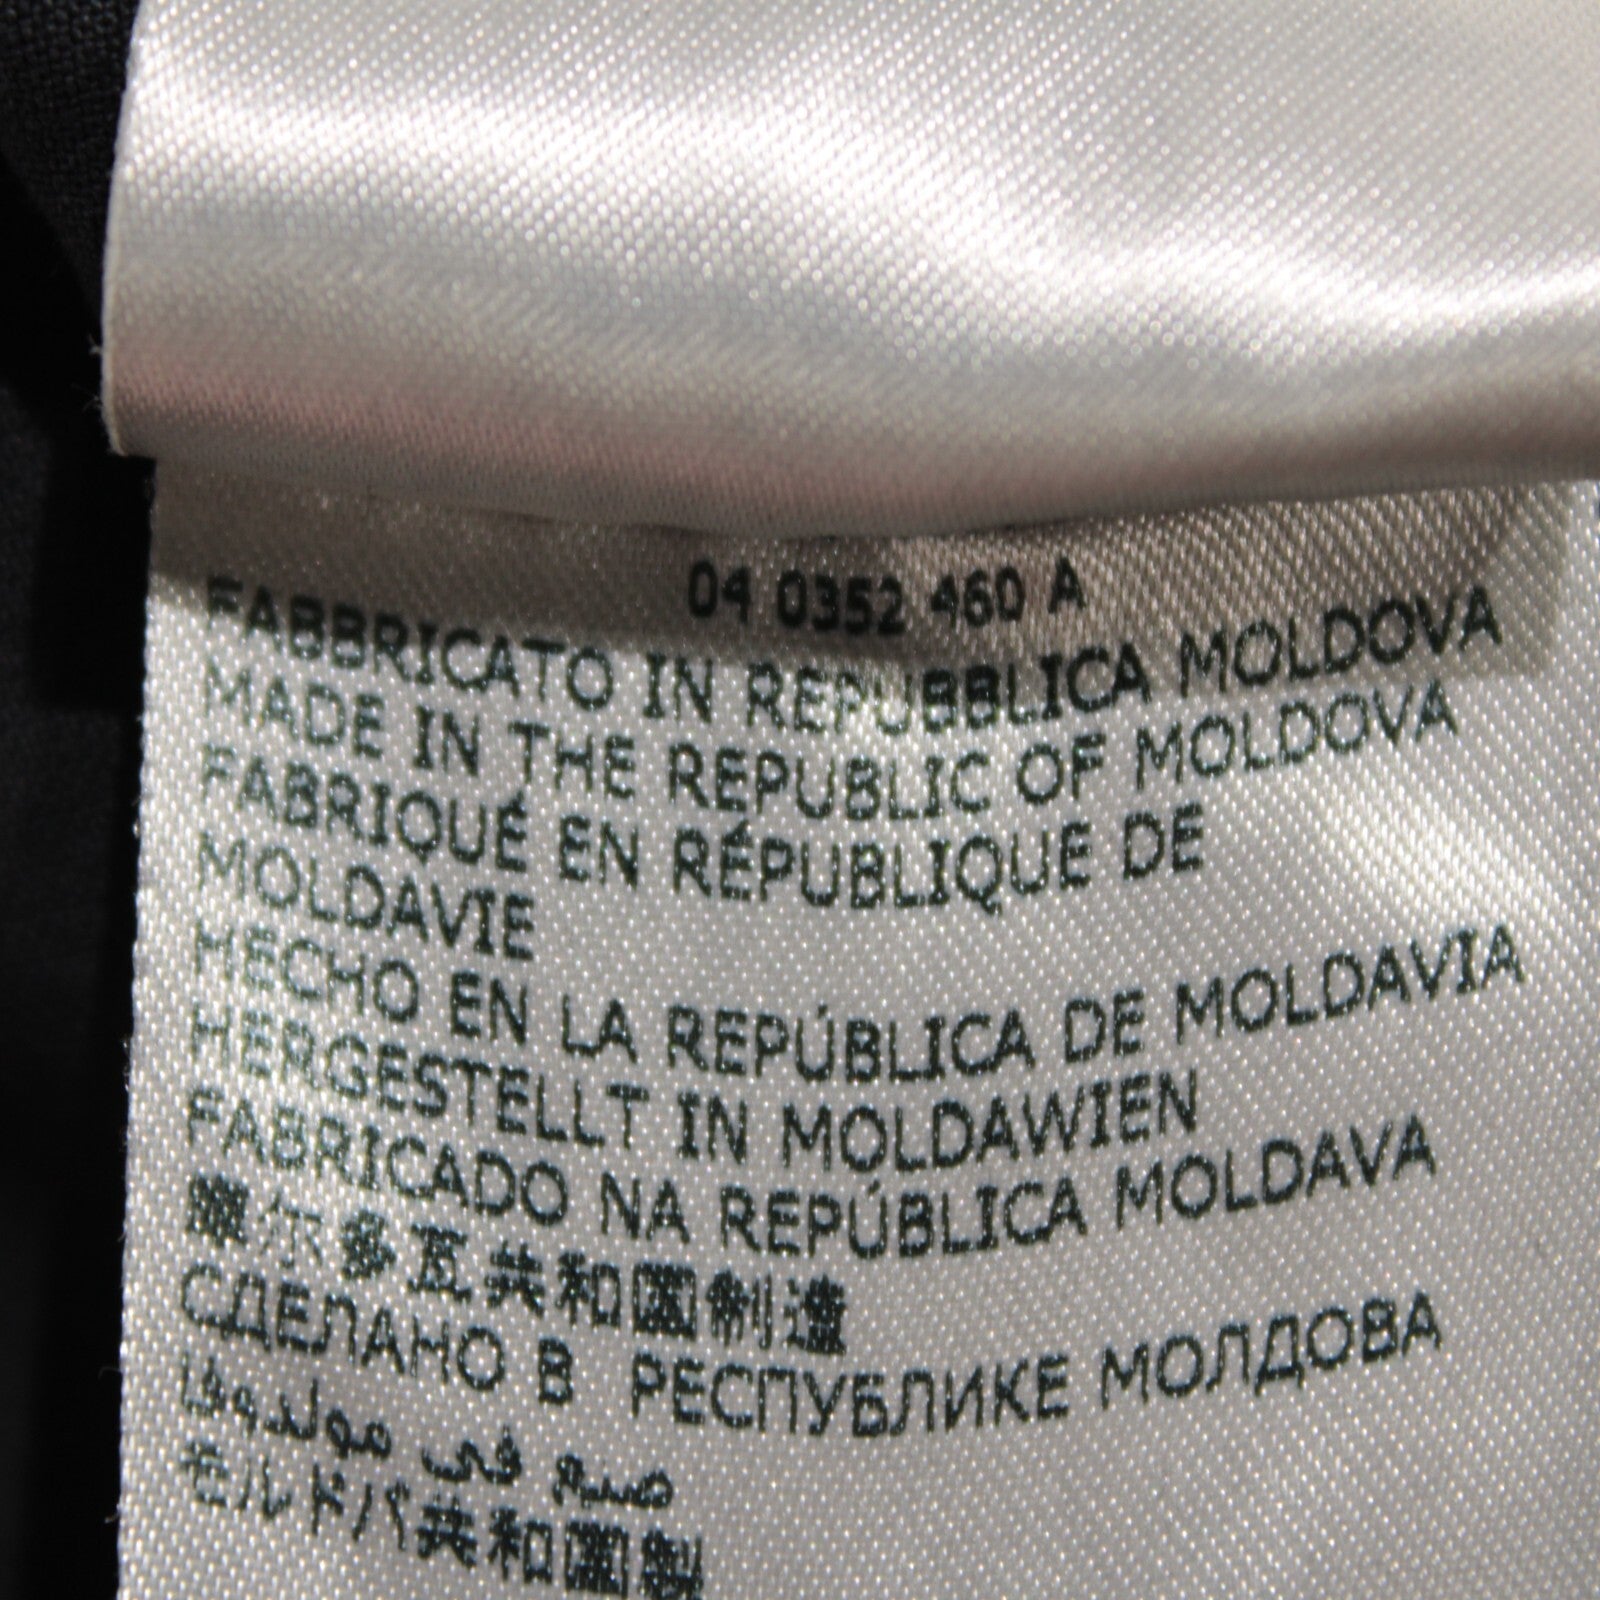 04 0352 460 A
FABBRICATO IN REPUBBLICA MOLDOVA
MADE IN THE REPUBLIC OF MOLDOVA
FABRIQUÉ EN RÉPUBLIQUE DE
MOLDAVIE
HECHO EN LA REPÚBLICA DE MOLDAVIA
HERGESTELLT IN MOLDAWIEN
FABRICADO NA REPÚBLICA MOLDAVA
摩尔多瓦共和国制造
СДЕЛАНО В РЕСПУБЛИКЕ МОЛДОВА
صنع في مولدوفا
モルドバ共和国製